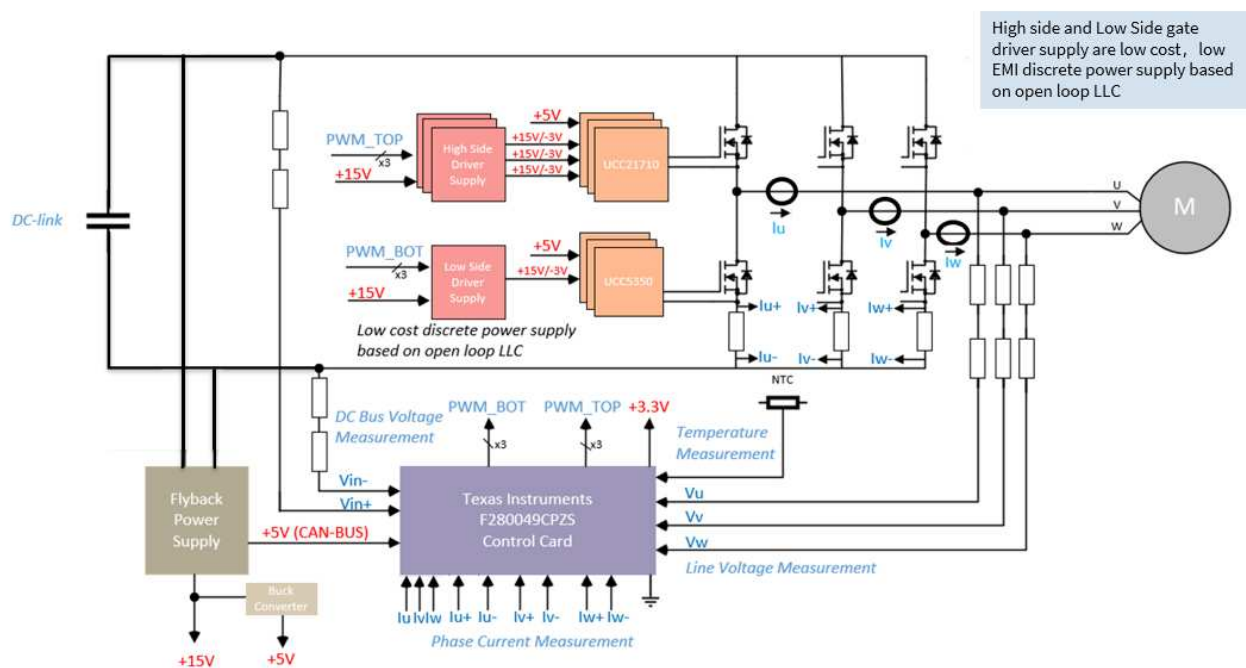 High side and Low Side gate
driver supply are low cost, low
EMI discrete power supply based
on open loop LLC
PWM_TOP
x3
+15V
High Side
Driver
Supply
+15V/-3V
+15V/-3V
+15V/-3V
+5V
UCC21710
DC-link
PWM_BOT
x3
+15V
Low Side
Driver
Supply
+15V/-3V
+5V
UCC5350
Low cost discrete power supply
based on open loop LLC
Iu
Iv
Iw
U
V
W
M
Iu+
Iv+
Iw+
Iu-
Iv-
Iw-
NTC
DC Bus Voltage
Measurement
PWM_BOT
PWM_TOP
+3.3V
x3
x3
Temperature
Measurement
Vin-
Vin+
Texas Instruments
F280049CPZS
Control Card
Vu
Vv
Vw
Line Voltage Measurement
Flyback
Power
Supply
+5V (CAN-BUS)
Buck
Converter
+15V
+5V
Iu Iv Iw Iu+ Iu- Iv+ Iv- Iw+ Iw-
Phase Current Measurement